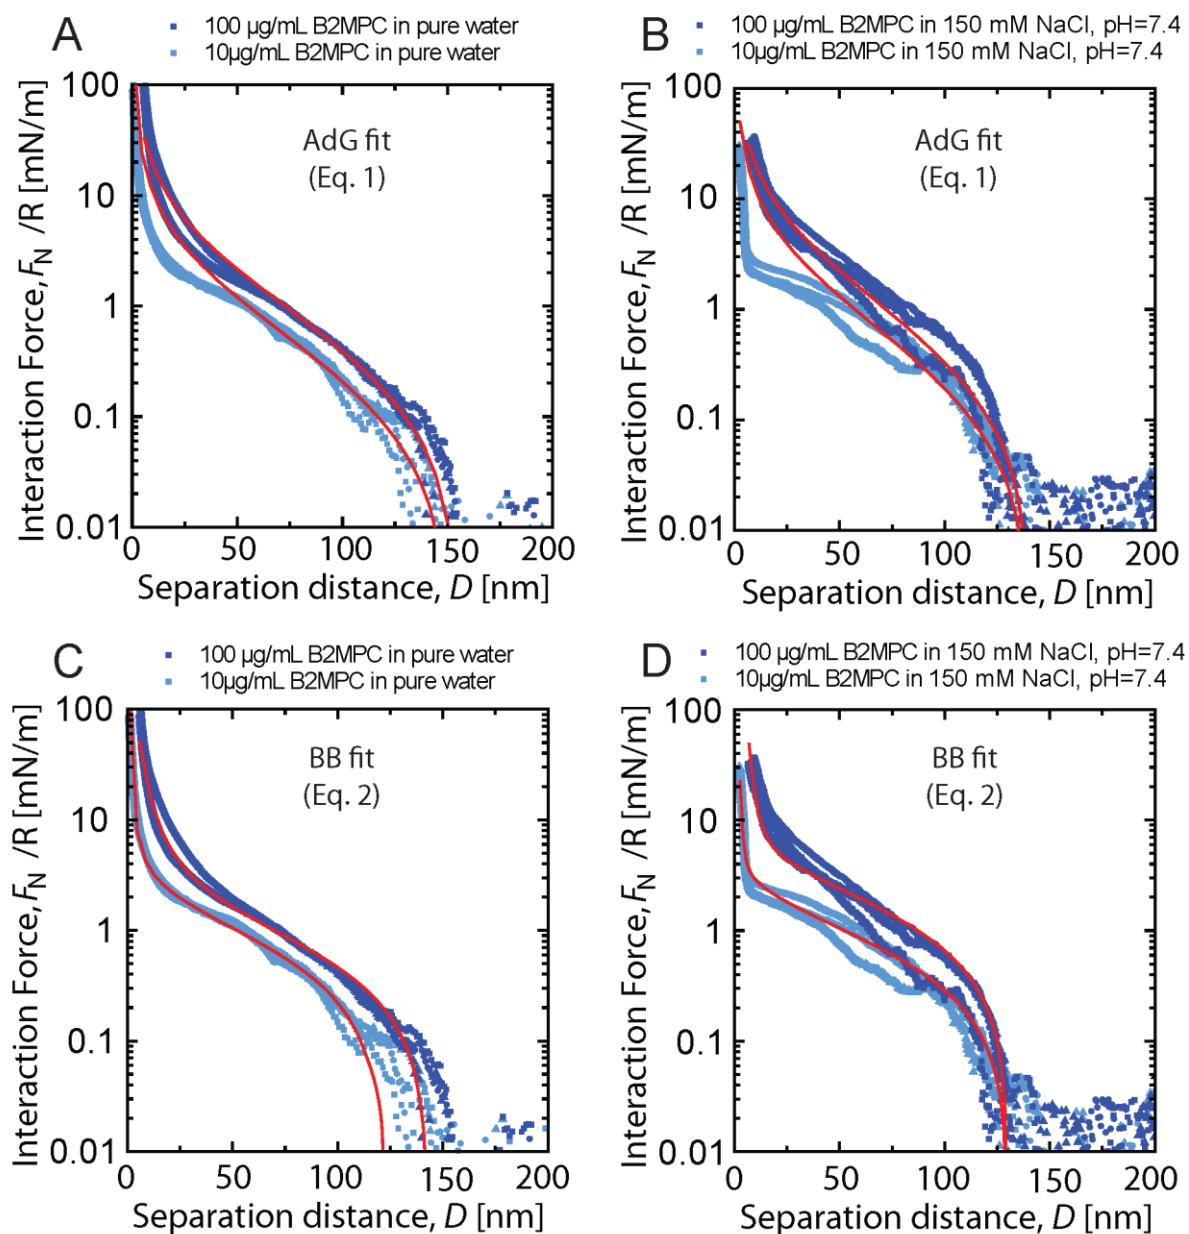 A
100 µg/mL B2MPC in pure water
10µg/mL B2MPC in pure water
Interaction Force, F_N /R [mN/m]
100
10
1
0.1
0.01
AdG fit
(Eq. 1)
0 50 100 150 200
Separation distance, D [nm]
B
100 µg/mL B2MPC in 150 mM NaCl, pH=7.4
10µg/mL B2MPC in 150 mM NaCl, pH=7.4
Interaction Force, F_N /R [mN/m]
100
10
1
0.1
0.01
AdG fit
(Eq. 1)
0 50 100 150 200
Separation distance, D [nm]
C
100 µg/mL B2MPC in pure water
10µg/mL B2MPC in pure water
Interaction Force, F_N /R [mN/m]
100
10
1
0.1
0.01
BB fit
(Eq. 2)
0 50 100 150 200
Separation distance, D [nm]
D
100 µg/mL B2MPC in 150 mM NaCl, pH=7.4
10µg/mL B2MPC in 150 mM NaCl, pH=7.4
Interaction Force, F_N /R [mN/m]
100
10
1
0.1
0.01
BB fit
(Eq. 2)
0 50 100 150 200
Separation distance, D [nm]